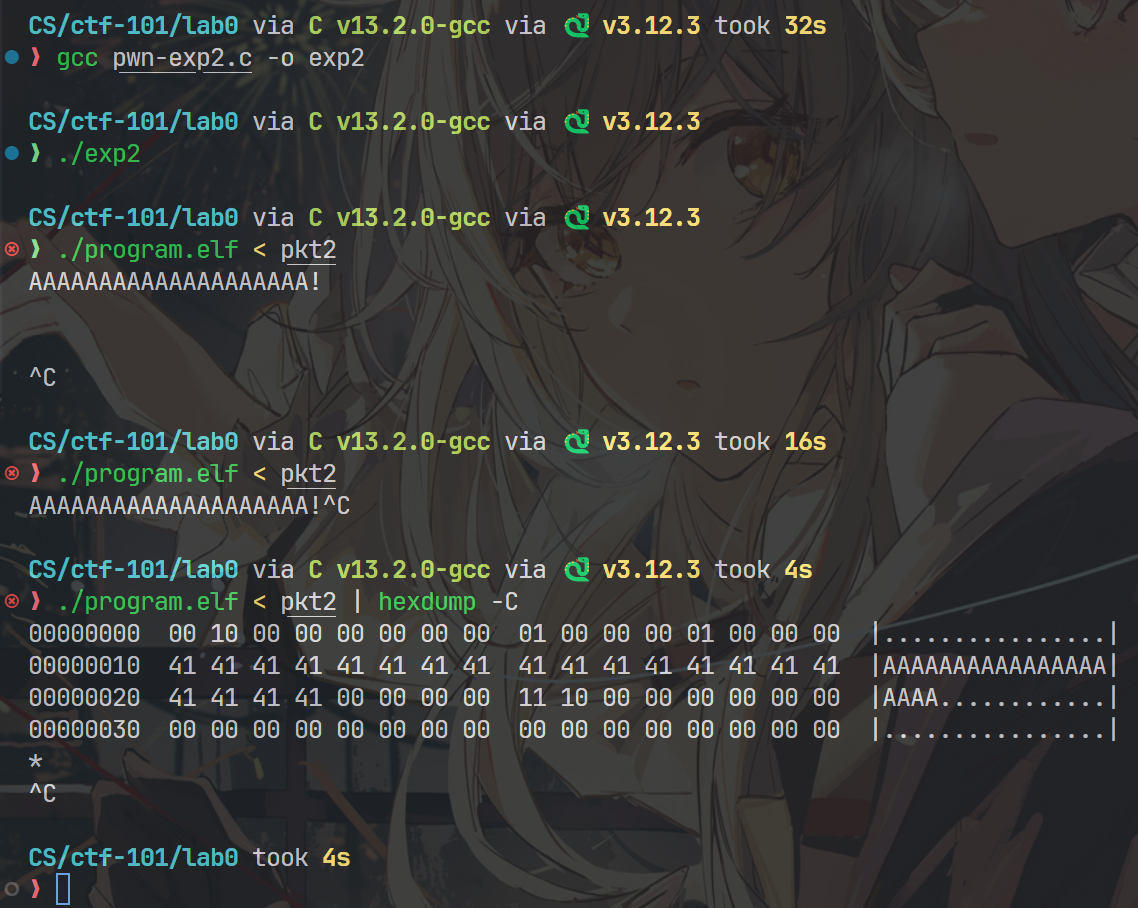 CS/ctf-101/lab0 via C v13.2.0-gcc via v3.12.3 took 32s
❯ gcc pwn-exp2.c -o exp2
CS/ctf-101/lab0 via C v13.2.0-gcc via v3.12.3
❯ ./exp2
CS/ctf-101/lab0 via C v13.2.0-gcc via v3.12.3
❯ ./program.elf < pkt2
AAAAAAAAAAAAAAAAAAAA!
^C
CS/ctf-101/lab0 via C v13.2.0-gcc via v3.12.3 took 16s
❯ ./program.elf < pkt2
AAAAAAAAAAAAAAAAAAAA!^C
CS/ctf-101/lab0 via C v13.2.0-gcc via v3.12.3 took 4s
❯ ./program.elf < pkt2 | hexdump -C
00000000  00 10 00 00 00 00 00 00  01 00 00 00 01 00 00 00  |................|
00000010  41 41 41 41 41 41 41 41  41 41 41 41 41 41 41 41  |AAAAAAAAAAAAAAAA|
00000020  41 41 41 41 00 00 00 00  11 10 00 00 00 00 00 00  |AAAA............|
00000030  00 00 00 00 00 00 00 00  00 00 00 00 00 00 00 00  |................|
*
^C
CS/ctf-101/lab0 took 4s
❯